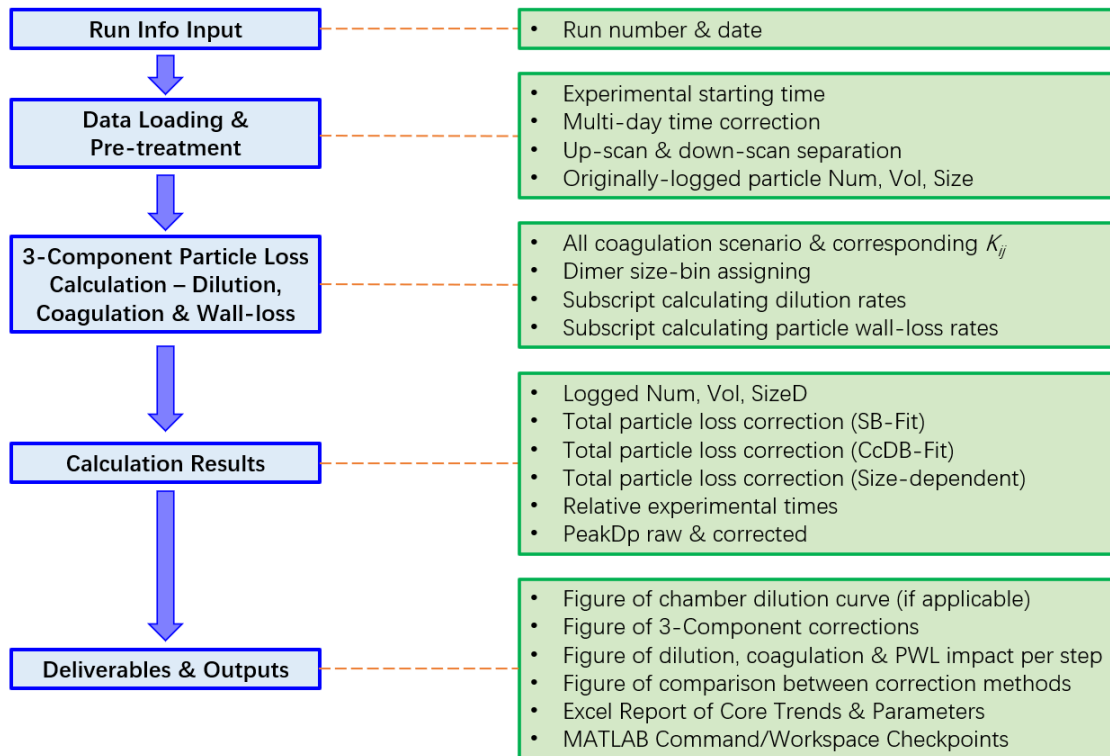 Run Info Input
• Run number & date
Data Loading &
Pre-treatment
• Experimental starting time
• Multi-day time correction
• Up-scan & down-scan separation
• Originally-logged particle Num, Vol, Size
3-Component Particle Loss
Calculation – Dilution,
Coagulation & Wall-loss
• All coagulation scenario & corresponding Kij
• Dimer size-bin assigning
• Subscript calculating dilution rates
• Subscript calculating particle wall-loss rates
Calculation Results
• Logged Num, Vol, SizeD
• Total particle loss correction (SB-Fit)
• Total particle loss correction (CcDB-Fit)
• Total particle loss correction (Size-dependent)
• Relative experimental times
• PeakDp raw & corrected
Deliverables & Outputs
• Figure of chamber dilution curve (if applicable)
• Figure of 3-Component corrections
• Figure of dilution, coagulation & PWL impact per step
• Figure of comparison between correction methods
• Excel Report of Core Trends & Parameters
• MATLAB Command/Workspace Checkpoints